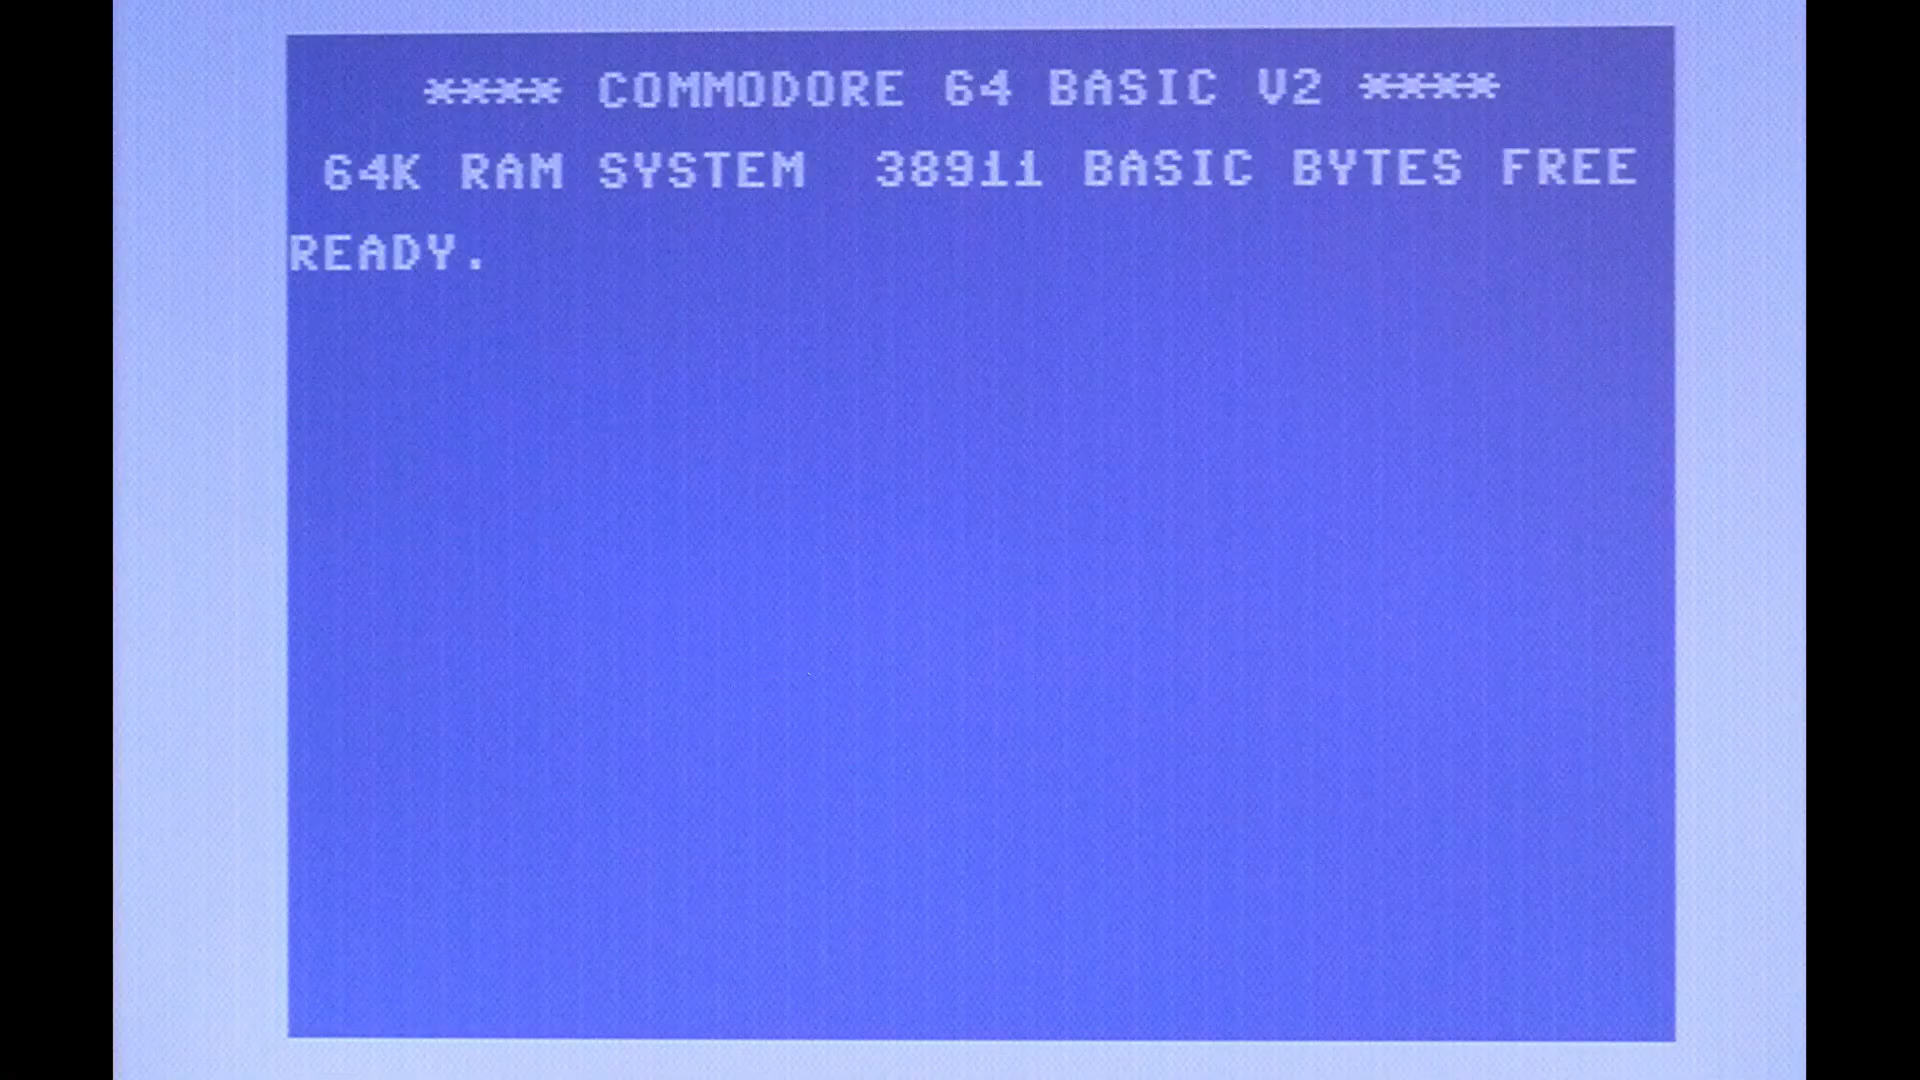 **** COMMODORE 64 BASIC V2 ****
64K RAM SYSTEM  38911 BASIC BYTES FREE
READY.